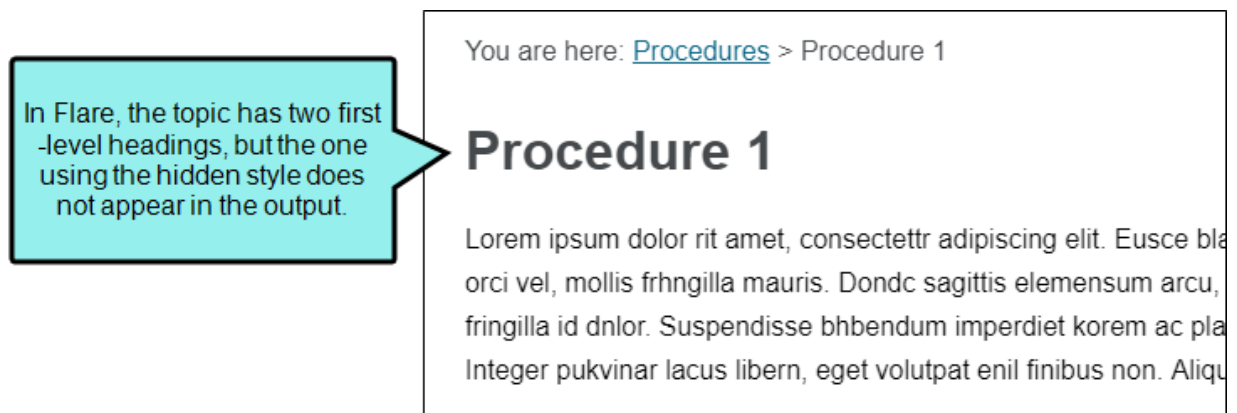 You are here: Procedures > Procedure 1
In Flare, the topic has two first
-level headings, but the one
using the hidden style does
not appear in the output.
Procedure 1
Lorem ipsum dolor rit amet, consectettr adipiscing elit. Eusce bla
orci vel, mollis frhngilla mauris. Dondc sagittis elemensum arcu,
fringilla id dnlor. Suspendisse bhbendum imperdiet korem ac pla
Integer pukvinar lacus libern, eget volutpat enil finibus non. Aliqu